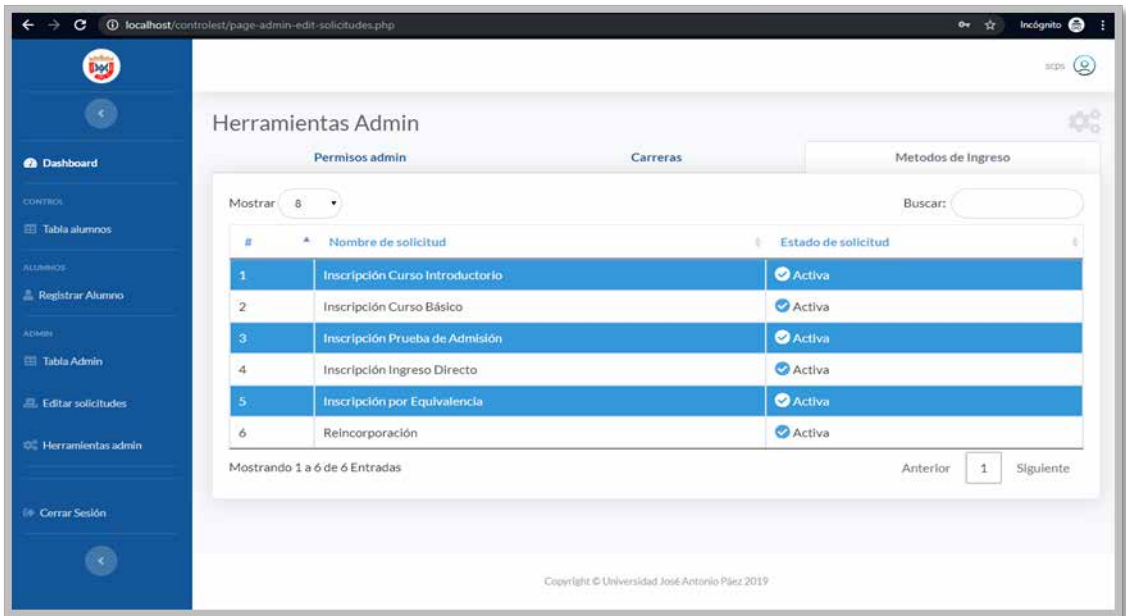 localhost/controlest/page-admin-edit-solicitudes.php
Incógnito
scps
Herramientas Admin
Permisos admin
Carreras
Metodos de Ingreso
Dashboard
CONTROL
Tabla alumnos
ALUMNOS
Registrar Alumno
ADMIN
Tabla Admin
Editar solicitudes
Herramientas admin
Cerrar Sesión
Mostrar 8
Buscar:
# Nombre de solicitud Estado de solicitud
1 Inscripción Curso Introductorio Activa
2 Inscripción Curso Básico Activa
3 Inscripción Prueba de Admisión Activa
4 Inscripción Ingreso Directo Activa
5 Inscripción por Equivalencia Activa
6 Reincorporación Activa
Mostrando 1 a 6 de 6 Entradas
Anterior 1 Siguiente
Copyright © Universidad José Antonio Páez 2019